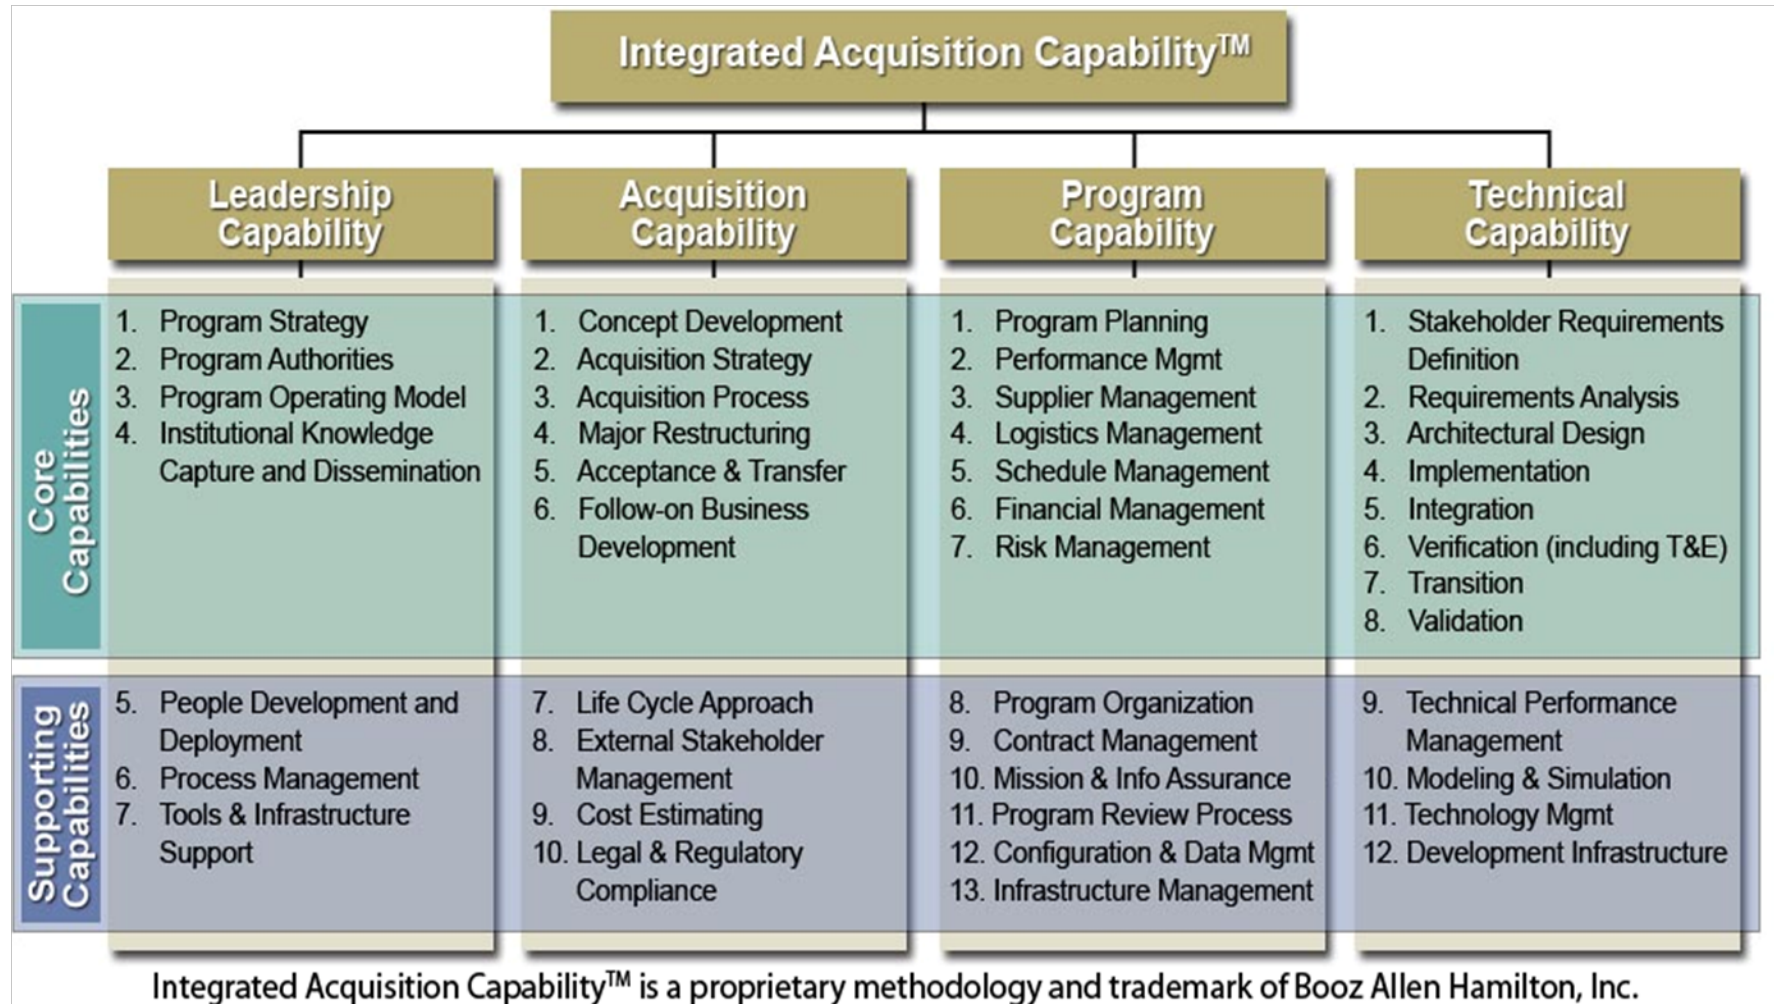 Integrated Acquisition Capability™
Leadership
Capability
Acquisition
Capability
Program
Capability
Technical
Capability
Core
Capabilities
1. Program Strategy
2. Program Authorities
3. Program Operating Model
4. Institutional Knowledge
Capture and Dissemination
1. Concept Development
2. Acquisition Strategy
3. Acquisition Process
4. Major Restructuring
5. Acceptance & Transfer
6. Follow-on Business
Development
1. Program Planning
2. Performance Mgmt
3. Supplier Management
4. Logistics Management
5. Schedule Management
6. Financial Management
7. Risk Management
1. Stakeholder Requirements
Definition
2. Requirements Analysis
3. Architectural Design
4. Implementation
5. Integration
6. Verification (including T&E)
7. Transition
8. Validation
Supporting
Capabilities
5. People Development and
Deployment
6. Process Management
7. Tools & Infrastructure
Support
7. Life Cycle Approach
8. External Stakeholder
Management
9. Cost Estimating
10. Legal & Regulatory
Compliance
8. Program Organization
9. Contract Management
10. Mission & Info Assurance
11. Program Review Process
12. Configuration & Data Mgmt
13. Infrastructure Management
9. Technical Performance
Management
10. Modeling & Simulation
11. Technology Mgmt
12. Development Infrastructure
Integrated Acquisition Capability™ is a proprietary methodology and trademark of Booz Allen Hamilton, Inc.